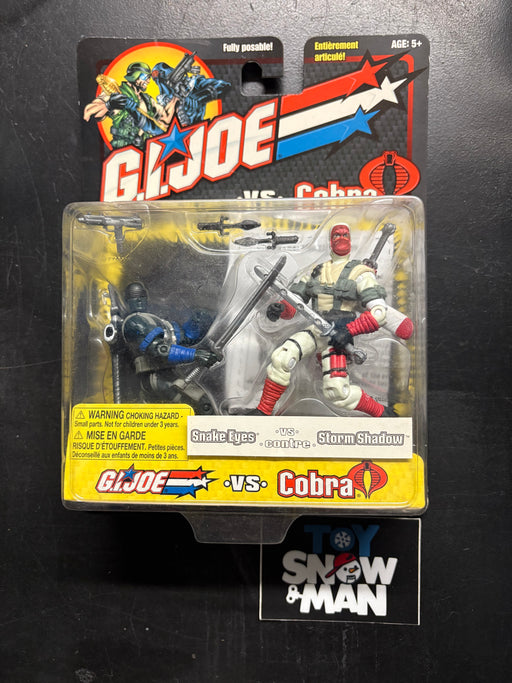 Fully posable!
Entièrement
articulé!
AGE: 5+
G.I.JOE
·vs· Cobra
WARNING CHOKING HAZARD -
Small parts. Not for children under 3 years.
MISE EN GARDE
RISQUE D'ÉTOUFFEMENT. Petites pièces.
Déconseillé aux enfants de moins de 3 ans.
Snake Eyes™ ·vs· contre· Storm Shadow™
G.I.JOE ·vs· Cobra
TOY
SNOW
MAN